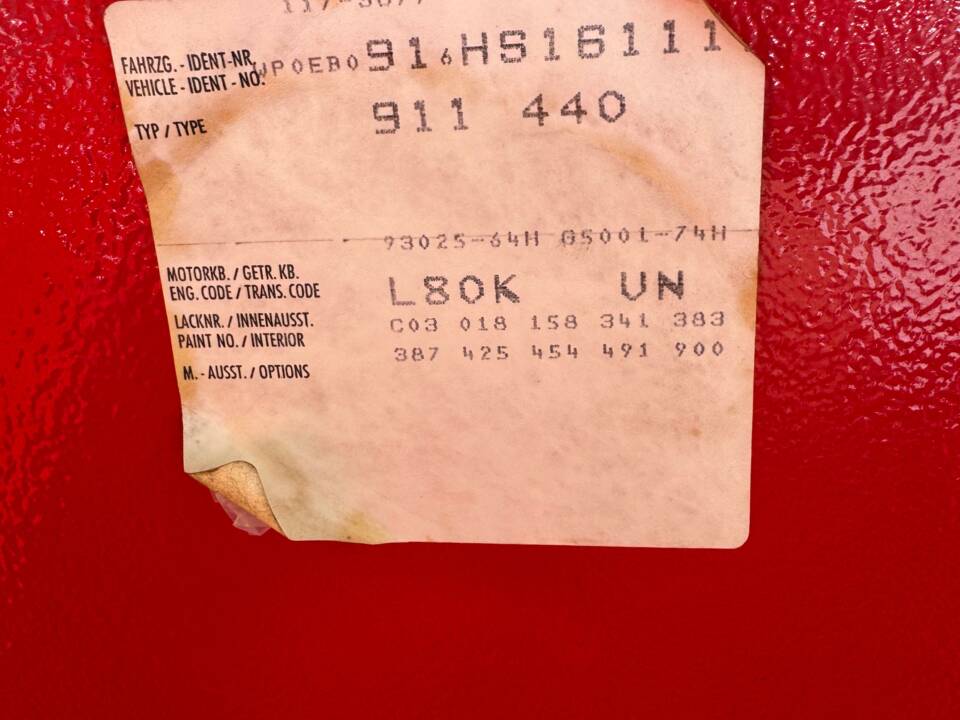 FAHRZG. - IDENT-NR. WP0EB0916HS16111
VEHICLE - IDENT - NO.
TYP / TYPE 911 440
93025-64H G5001-74H
MOTORKB. / GETR. KB.
ENG. CODE / TRANS. CODE L80K UN
LACKNR. / INNENAUSST. C03 018 158 341 383
PAINT NO. / INTERIOR
387 425 454 491 900
M. - AUSST. / OPTIONS